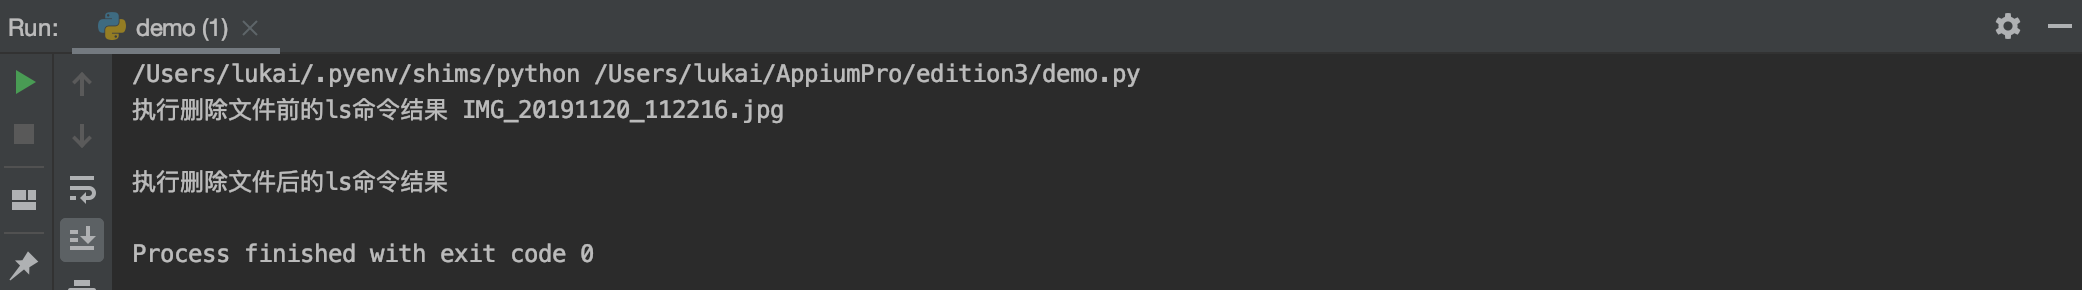 Run: demo (1)
/Users/lukai/.pyenv/shims/python /Users/lukai/AppiumPro/edition3/demo.py
执行删除文件前的ls命令结果 IMG_20191120_112216.jpg
执行删除文件后的ls命令结果
Process finished with exit code 0